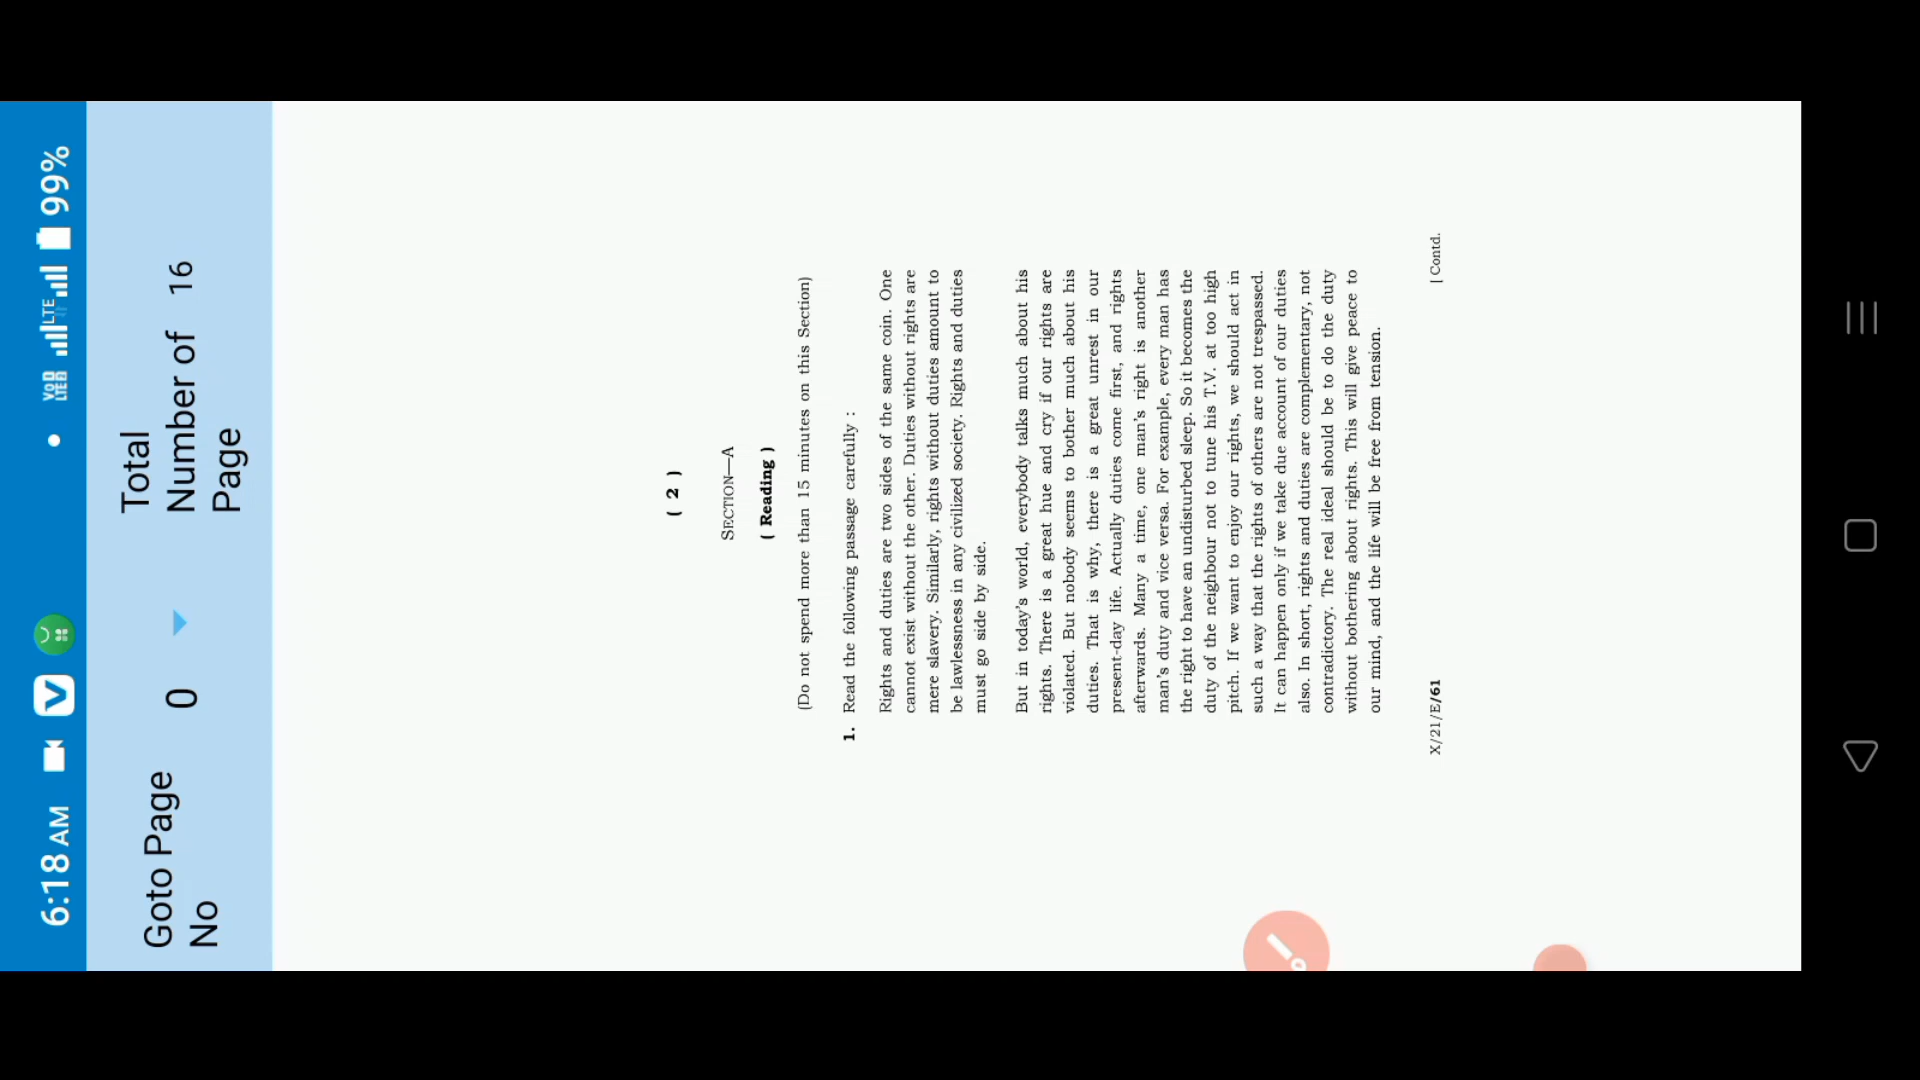 6:18 AM
VoD LTE2
LTE
99%
Goto Page
No
0
Total
Number of
Page
16
( 2 )
SECTION—A
( Reading )
(Do not spend more than 15 minutes on this Section)
1. Read the following passage carefully :
Rights and duties are two sides of the same coin. One
cannot exist without the other. Duties without rights are
mere slavery. Similarly, rights without duties amount to
be lawlessness in any civilized society. Rights and duties
must go side by side.
But in today's world, everybody talks much about his
rights. There is a great hue and cry if our rights are
violated. But nobody seems to bother much about his
duties. That is why, there is a great unrest in our
present-day life. Actually duties come first, and rights
afterwards. Many a time, one man's right is another
man's duty and vice versa. For example, every man has
the right to have an undisturbed sleep. So it becomes the
duty of the neighbour not to tune his T.V. at too high
pitch. If we want to enjoy our rights, we should act in
such a way that the rights of others are not trespassed.
It can happen only if we take due account of our duties
also. In short, rights and duties are complementary, not
contradictory. The real ideal should be to do the duty
without bothering about rights. This will give peace to
our mind, and the life will be free from tension.
X/21/E/61
[ Contd.